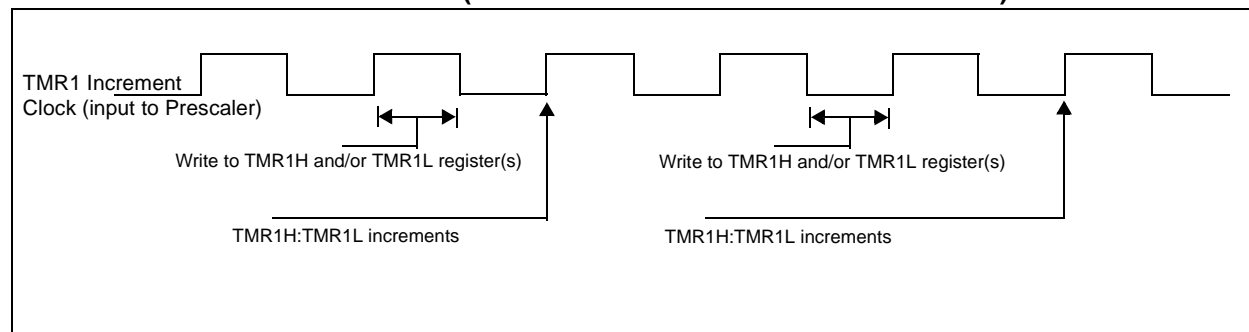 TMR1 Increment
Clock (input to Prescaler)
Write to TMR1H and/or TMR1L register(s)
Write to TMR1H and/or TMR1L register(s)
TMR1H:TMR1L increments
TMR1H:TMR1L increments